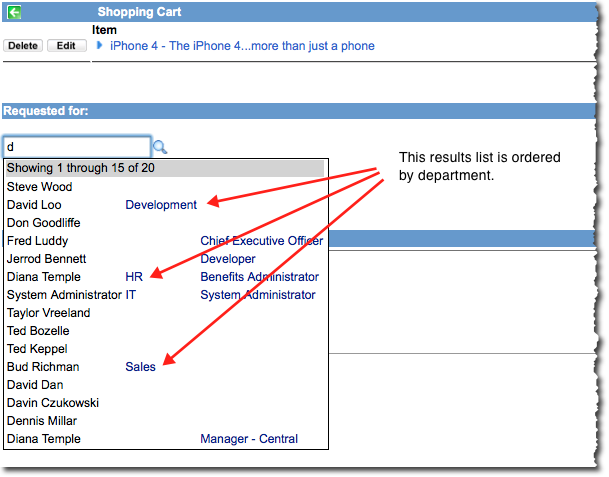 Shopping Cart
Item
Delete Edit iPhone 4 - The iPhone 4...more than just a phone
Requested for:
d
Showing 1 through 15 of 20
Steve Wood
David Loo Development
Don Goodliffe
Fred Luddy Chief Executive Officer
Jerrod Bennett Developer
Diana Temple HR Benefits Administrator
System Administrator IT System Administrator
Taylor Vreeland
Ted Bozelle
Ted Keppel
Bud Richman Sales
David Dan
Davin Czukowski
Dennis Millar
Diana Temple Manager - Central
This results list is ordered
by department.